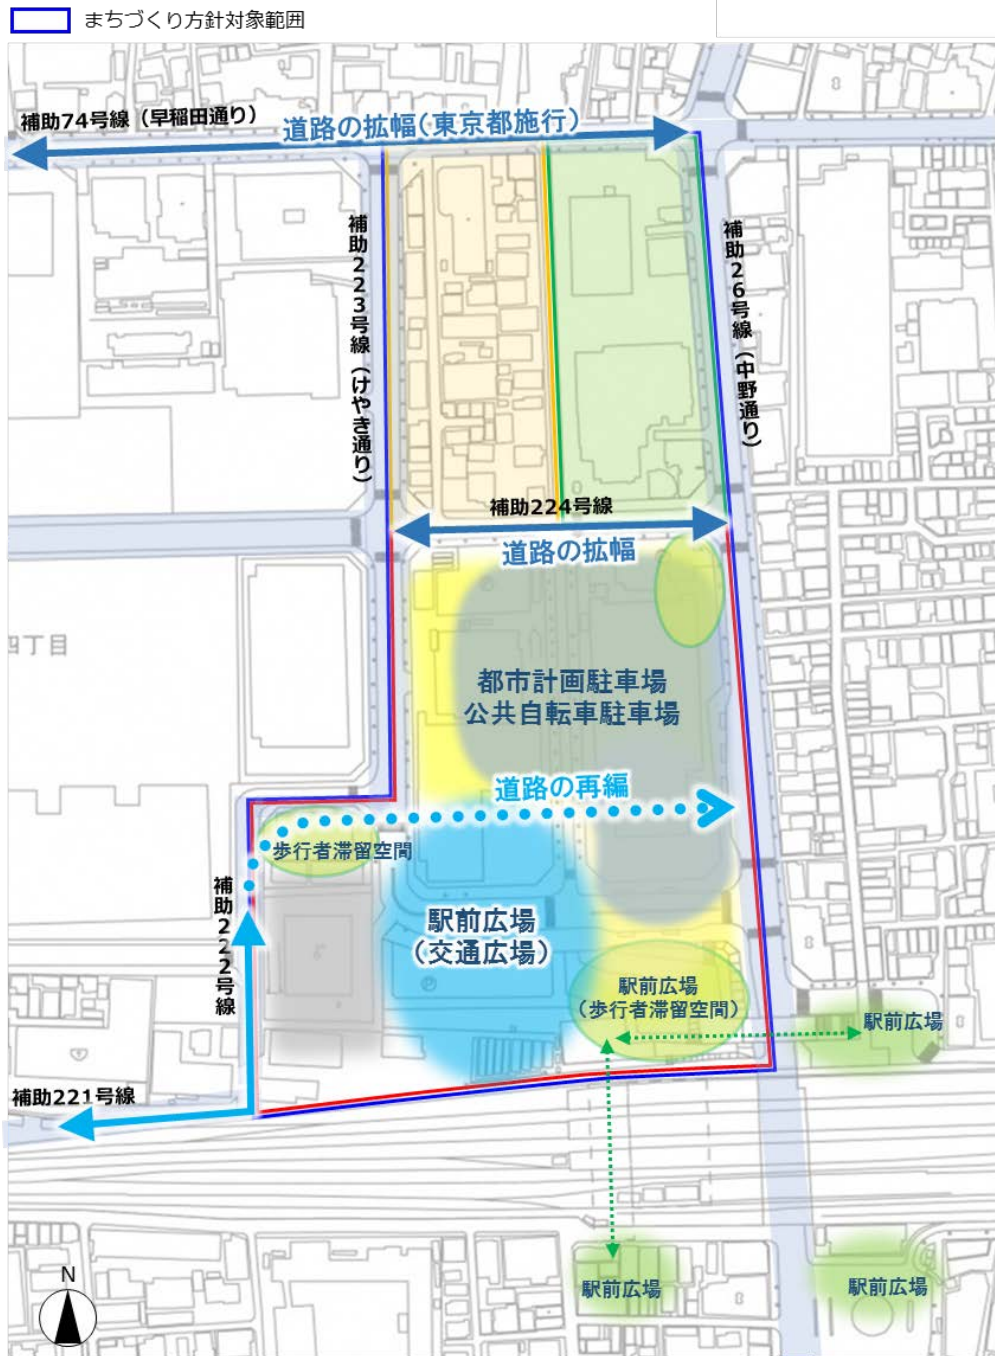 まちづくり方針対象範囲
補助74号線（早稲田通り）
道路の拡幅（東京都施行）
補助223号線（けやき通り）
補助26号線（中野通り）
補助224号線
道路の拡幅
四丁目
都市計画駐車場
公共自転車駐車場
道路の再編
歩行者滞留空間
補助222号線
駅前広場
（交通広場）
駅前広場
（歩行者滞留空間）
駅前広場
補助221号線
N
駅前広場
駅前広場